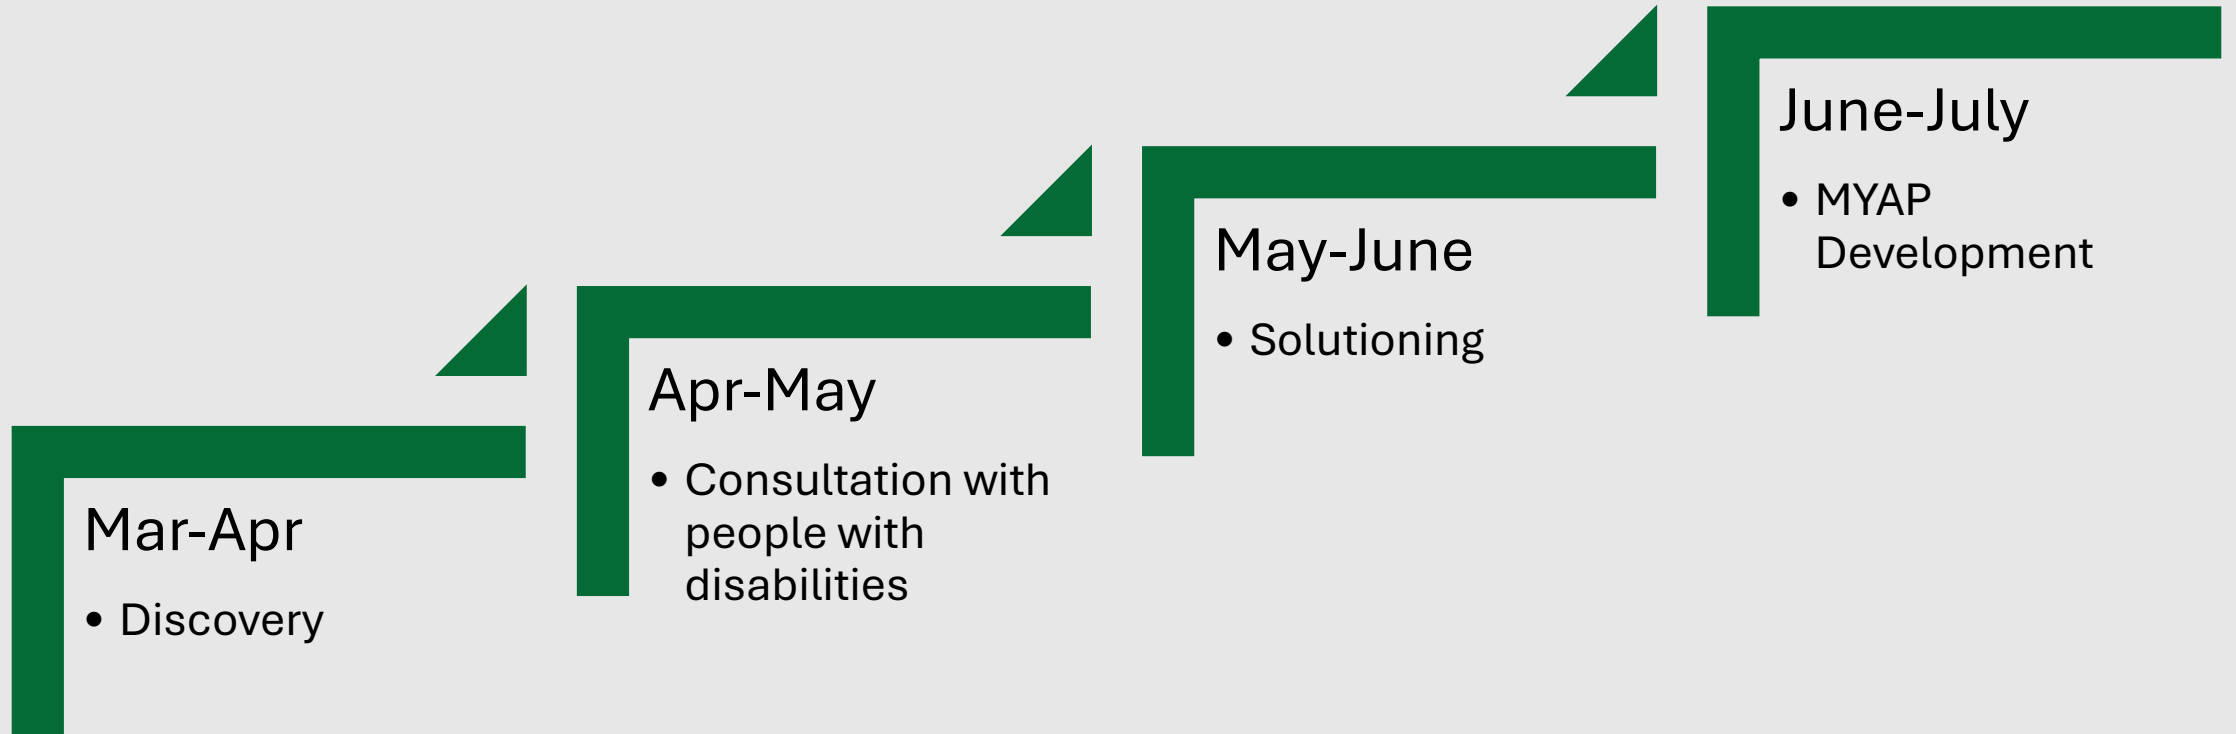 Mar-Apr
• Discovery
Apr-May
• Consultation with
people with
disabilities
May-June
• Solutioning
June-July
• MYAP
Development